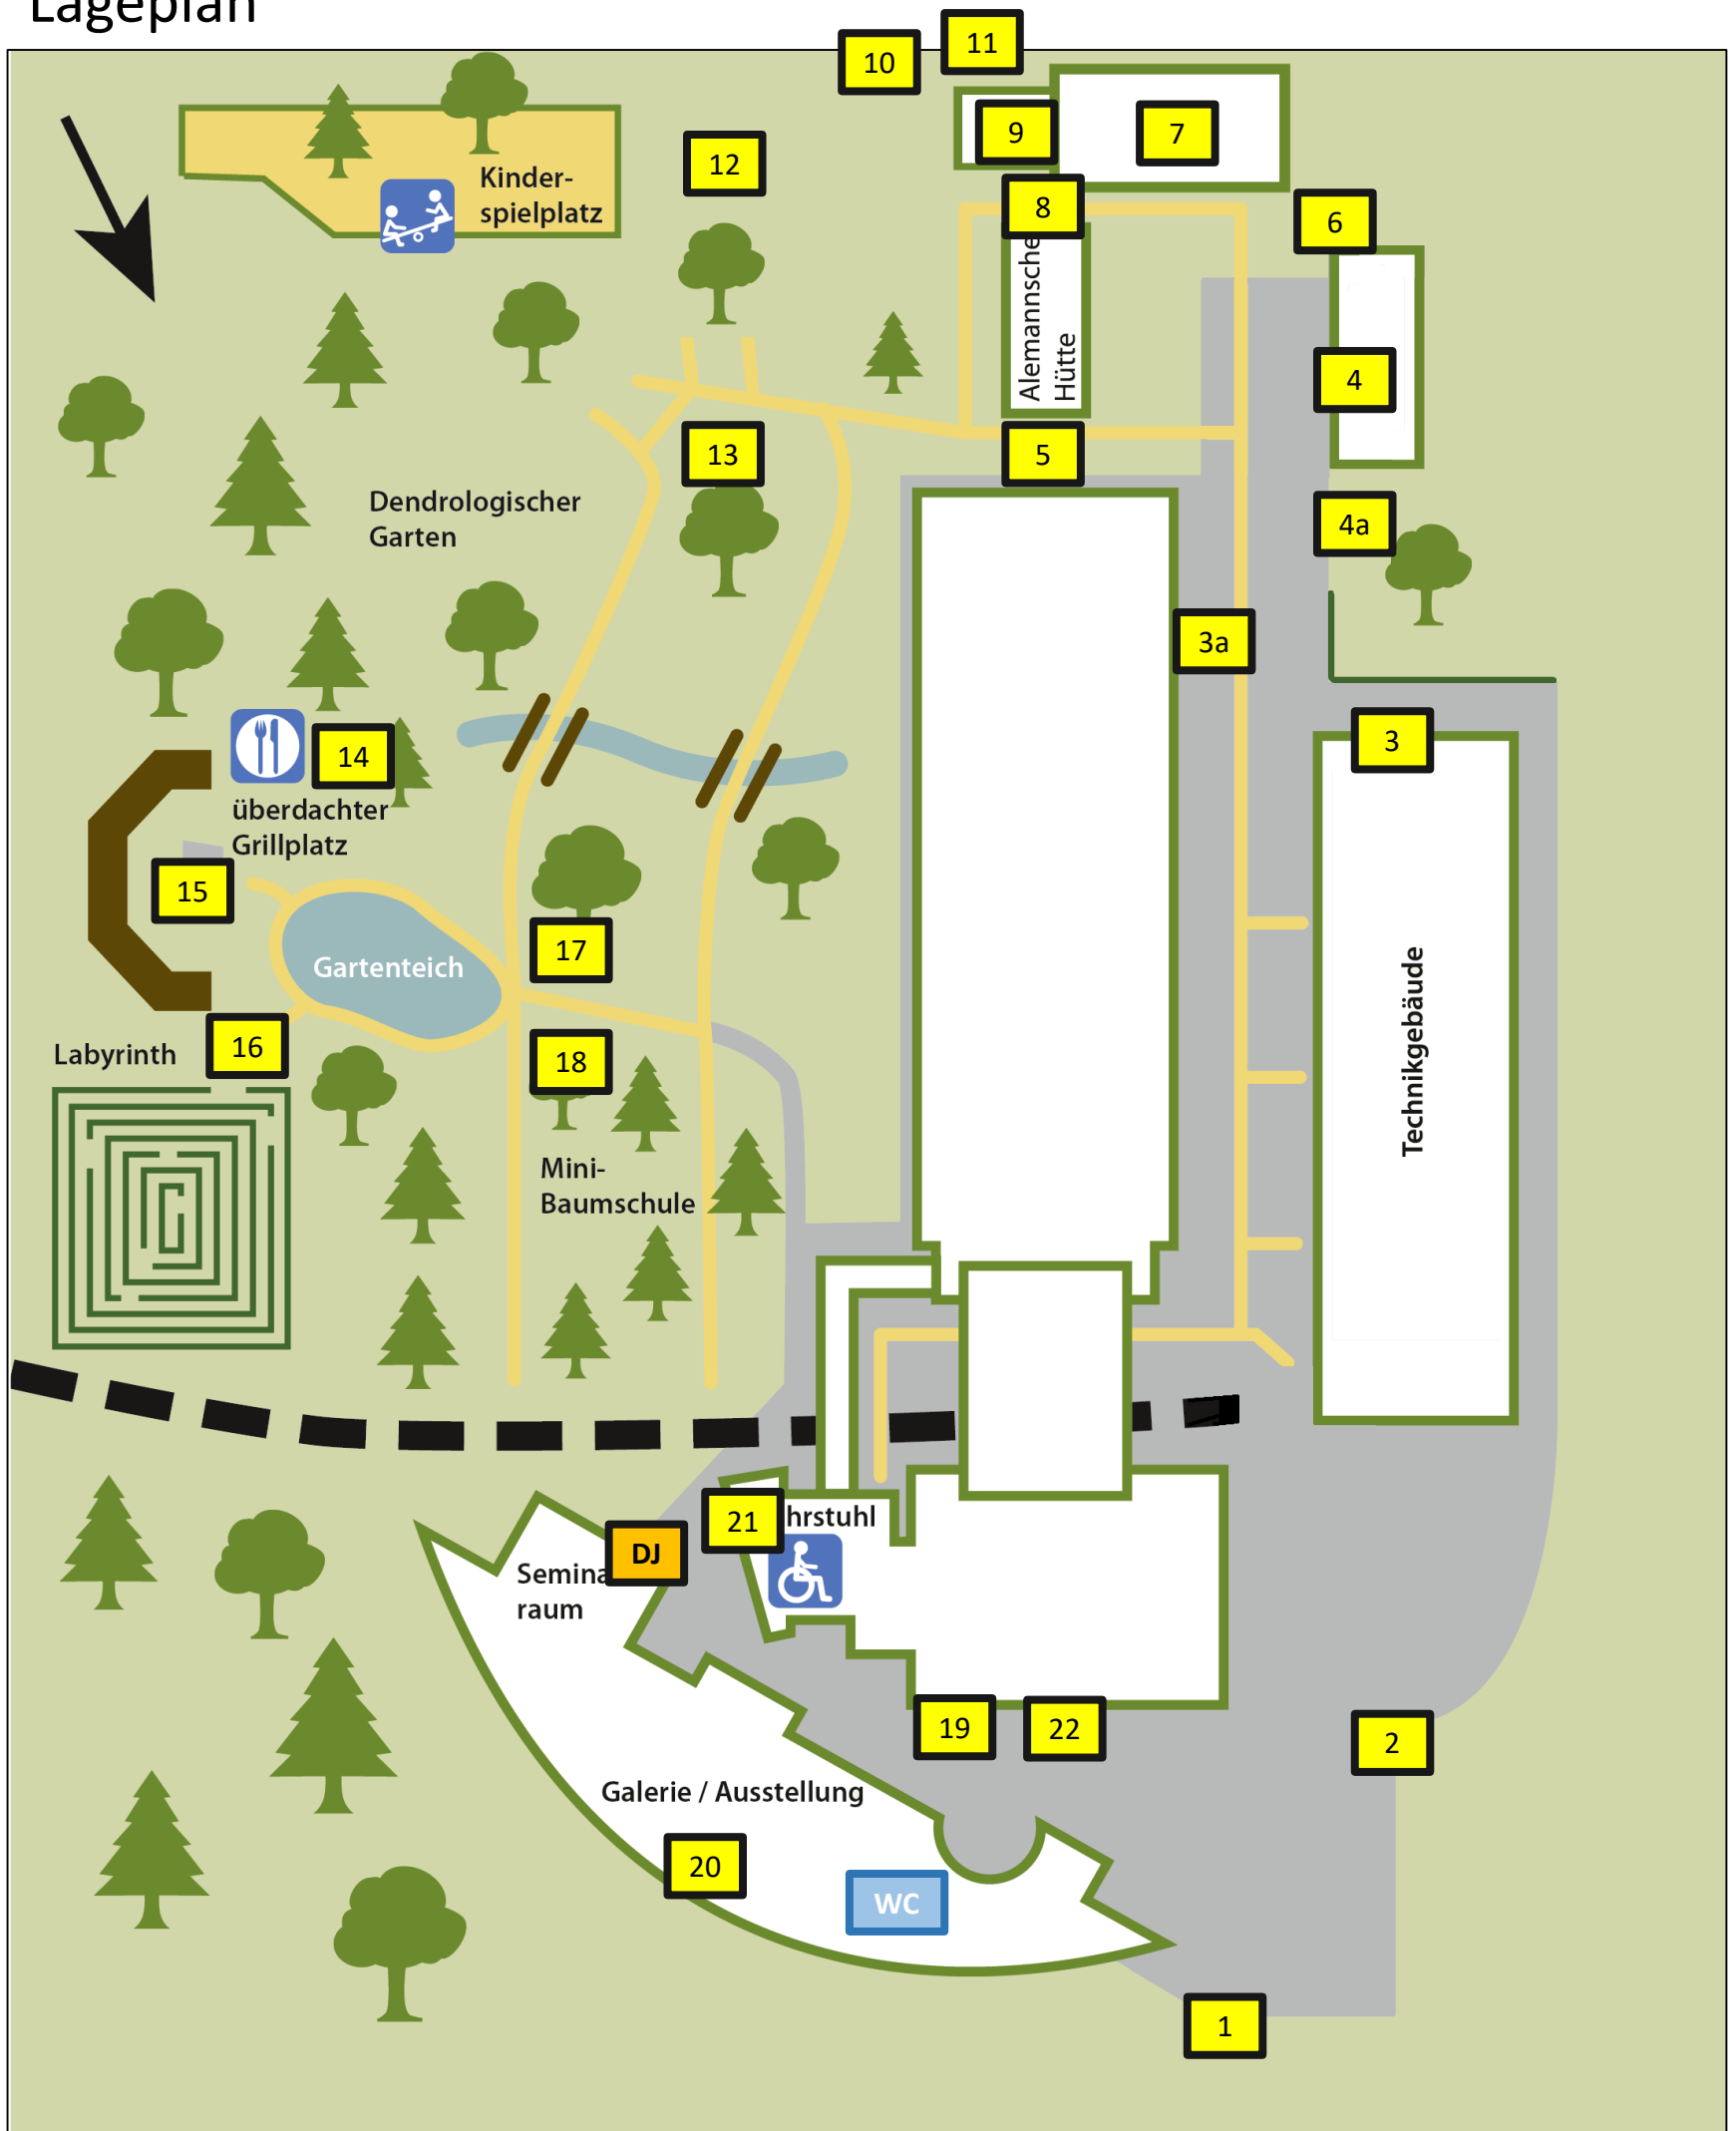 Lageplan
11
10
9
7
12
Kinder-
spielplatz
8
6
Alemannsche
Hütte
4
13
5
Dendrologischer
Garten
4a
3a
3
14
überdachter
Grillplatz
15
17
Gartenteich
Technikgebäude
16
Labyrinth
18
Mini-
Baumschule
21
hrstuhl
DJ
Semina
raum
19
22
2
Galerie / Ausstellung
20
WC
1